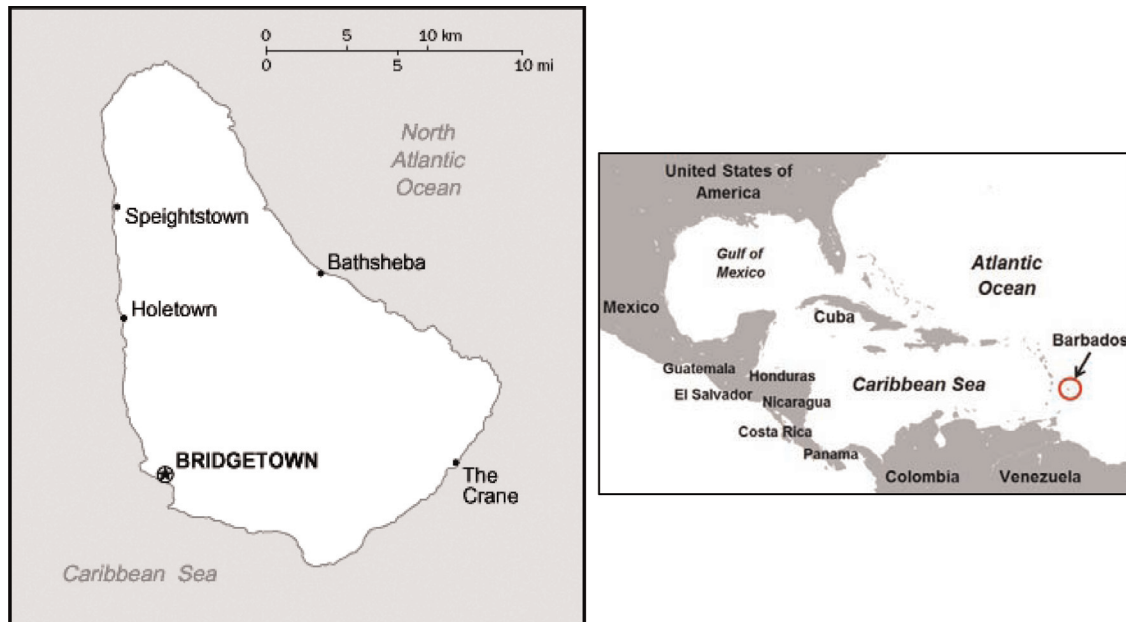 0 5 10 km
0 5 10 mi
North
Atlantic
Ocean
Speightstown
Bathsheba
Holetown
BRIDGETOWN
The
Crane
Caribbean Sea
United States of
America
Gulf of
Mexico
Atlantic
Ocean
Mexico
Cuba
Barbados
Guatemala
Honduras
Caribbean Sea
El Salvador
Nicaragua
Costa Rica
Panama
Colombia
Venezuela